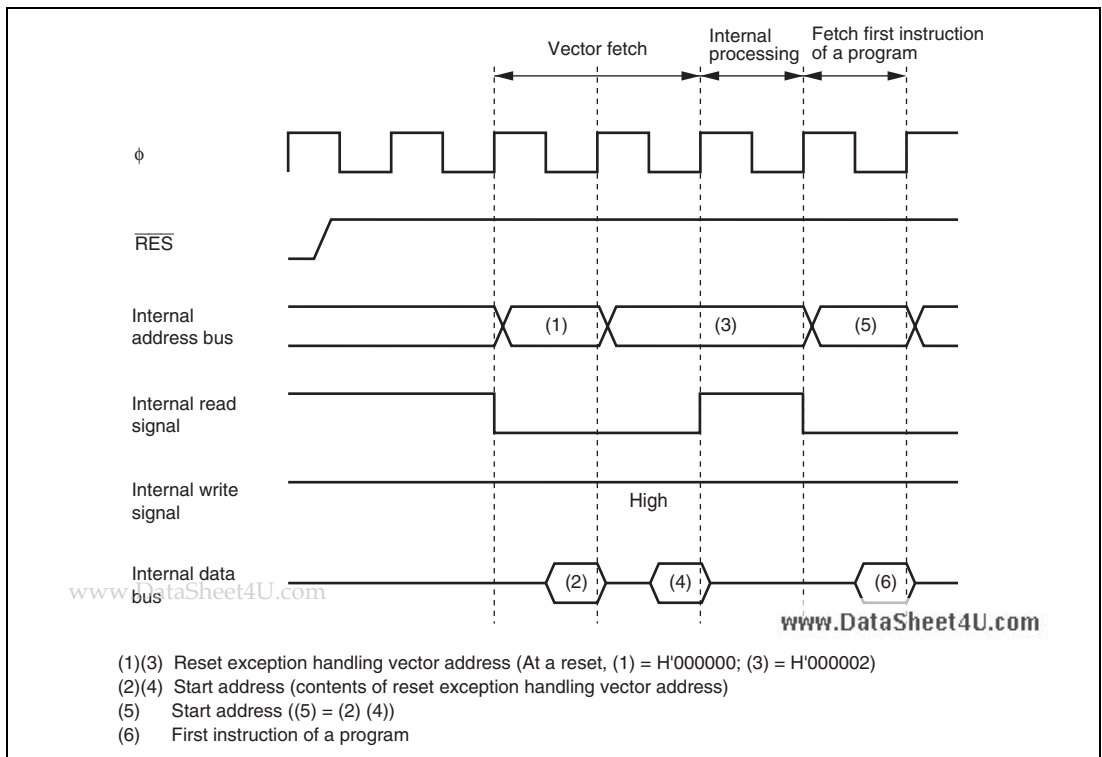 Vector fetch
Internal
processing
Fetch first instruction
of a program
ϕ
RES
Internal
address bus
(1)
(3)
(5)
Internal read
signal
Internal write
signal
High
Internal data
bus
(2)
(4)
(6)
www.DataSheet4U.com
www.DataSheet4U.com
(1)(3) Reset exception handling vector address (At a reset, (1) = H'000000; (3) = H'000002)
(2)(4) Start address (contents of reset exception handling vector address)
(5) Start address ((5) = (2) (4))
(6) First instruction of a program